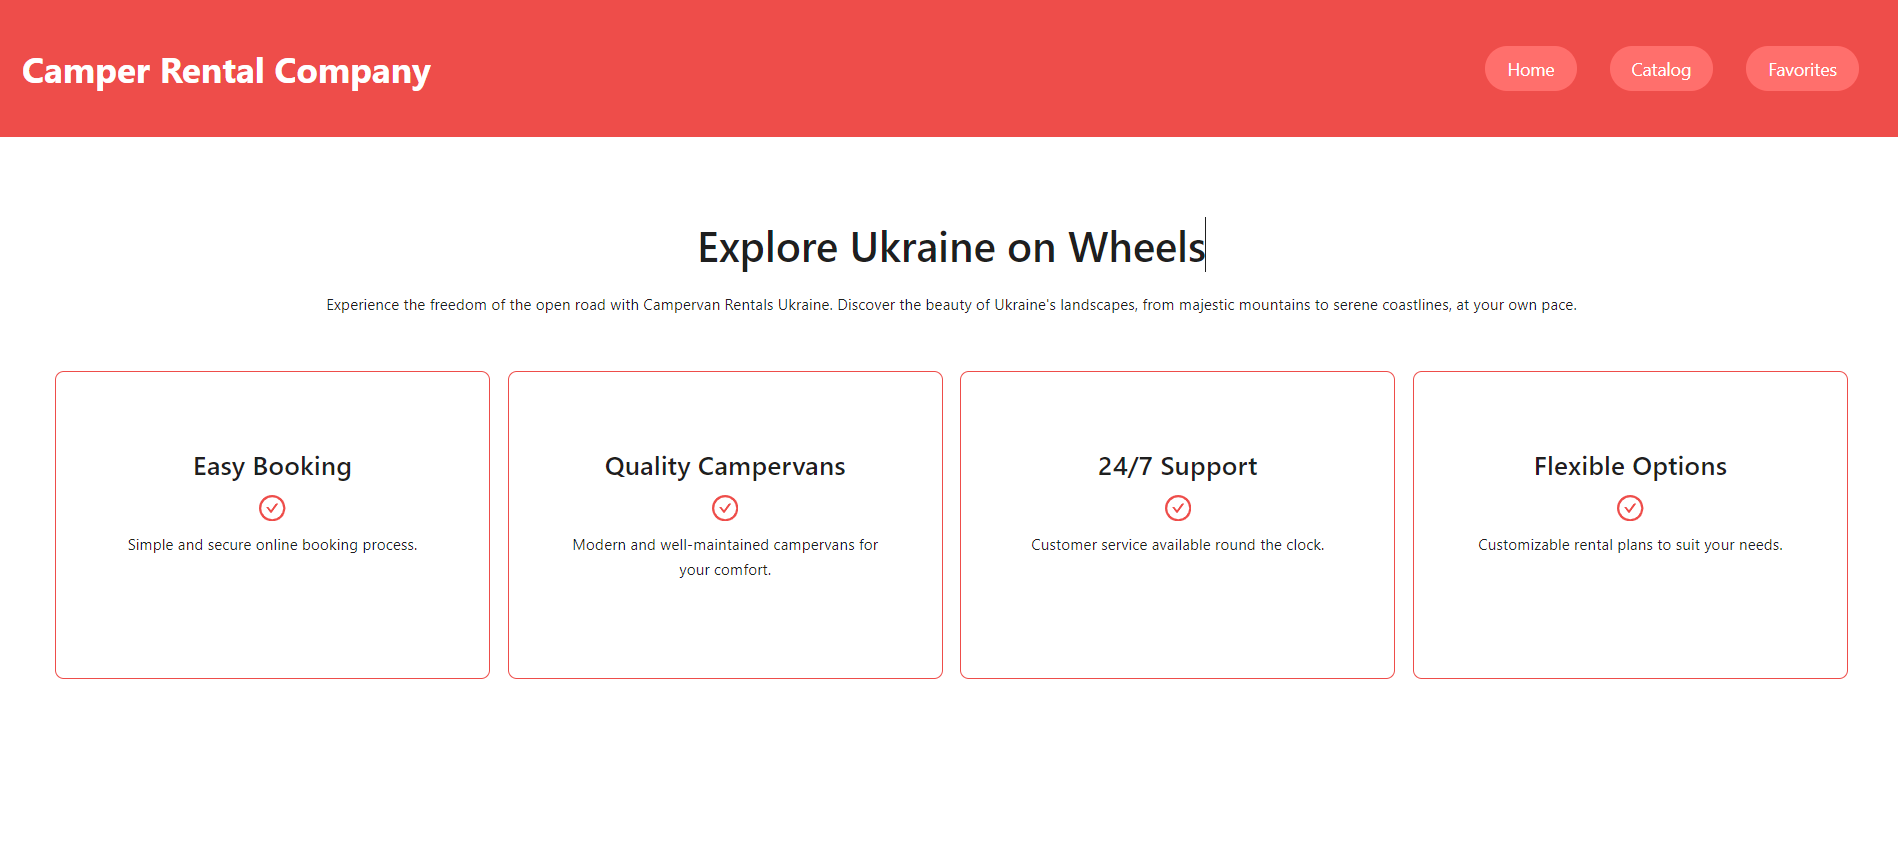 Camper Rental Company
Home
Catalog
Favorites
Explore Ukraine on Wheels
Experience the freedom of the open road with Campervan Rentals Ukraine. Discover the beauty of Ukraine's landscapes, from majestic mountains to serene coastlines, at your own pace.
Easy Booking
Simple and secure online booking process.
Quality Campervans
Modern and well-maintained campervans for
your comfort.
24/7 Support
Customer service available round the clock.
Flexible Options
Customizable rental plans to suit your needs.